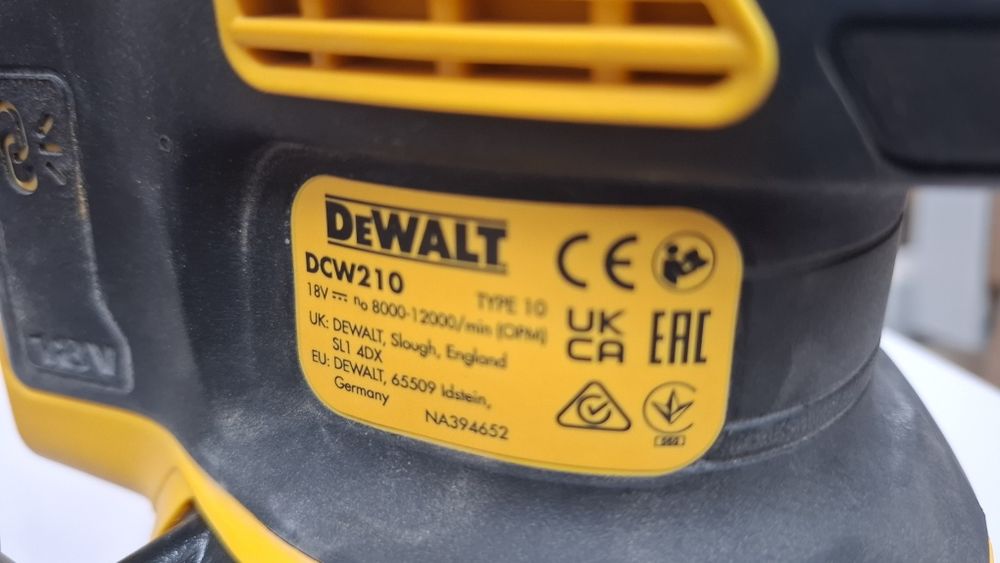 DEWALT
DCW210
TYPE 10
18V ⎓ n₀ 8000-12000/min (OPM)
UK: DEWALT, Slough, England
SL1 4DX
EU: DEWALT, 65509 Idstein,
Germany
NA394652
CE
UK
CA
EAC